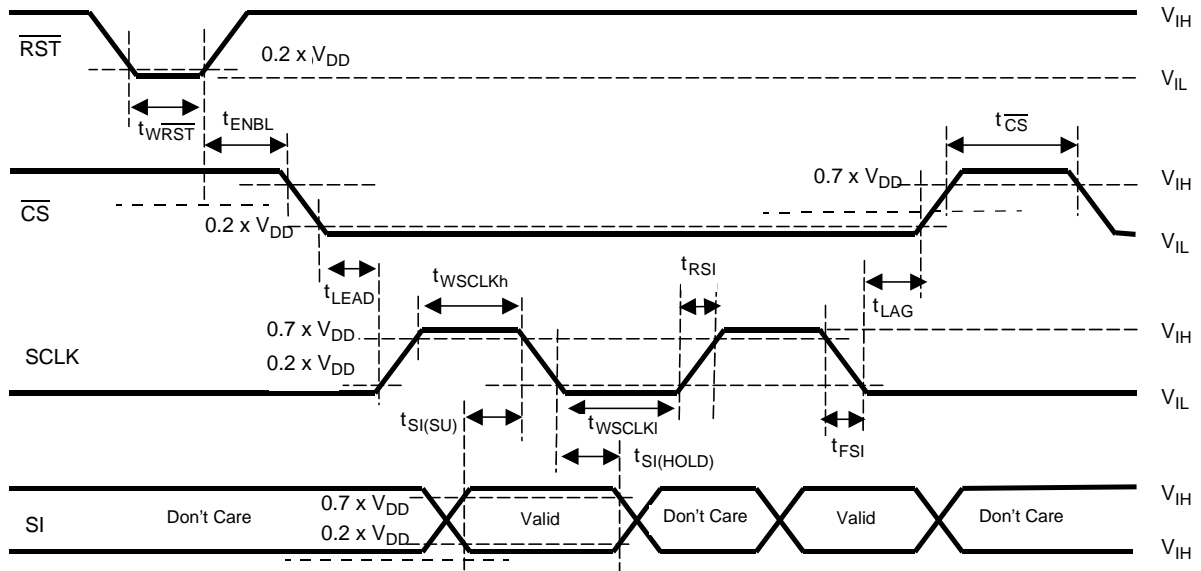 V_IH
RST
0.2 x V_DD
V_IL
t_WRST
t_ENBL
t_CS
0.7 x V_DD
V_IH
CS
0.2 x V_DD
V_IL
t_LEAD
t_WSCLKh
t_RSI
t_LAG
0.7 x V_DD
V_IH
SCLK
0.2 x V_DD
V_IL
t_SI(SU)
t_WSCLKl
t_FSI
t_SI(HOLD)
0.7 x V_DD
V_IH
SI
Don't Care
Valid
Don't Care
Valid
Don't Care
0.2 x V_DD
V_IH